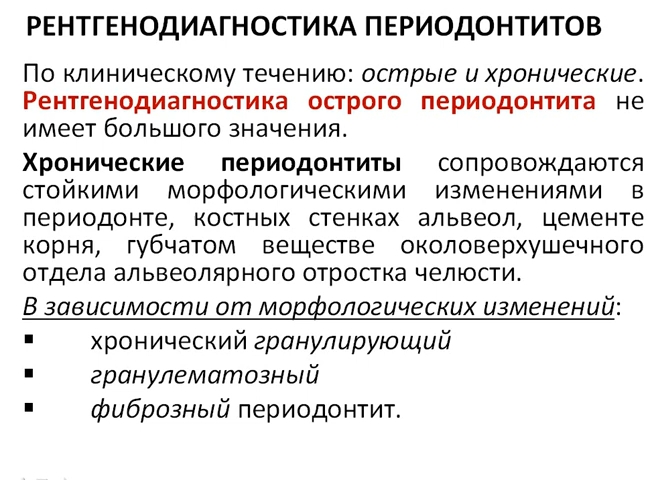 РЕНТГЕНОДИАГНОСТИКА ПЕРИОДОНТИТОВ
По клиническому течению: острые и хронические.
Рентгенодиагностика острого периодонтита не
имеет большого значения.
Хронические периодонтиты сопровождаются
стойкими морфологическими изменениями в
периодонте, костных стенках альвеол, цементе
корня, губчатом веществе околоверхушечного
отдела альвеолярного отростка челюсти.
В зависимости от морфологических изменений:
▪ хронический гранулирующий
▪ гранулематозный
▪ фиброзный периодонтит.